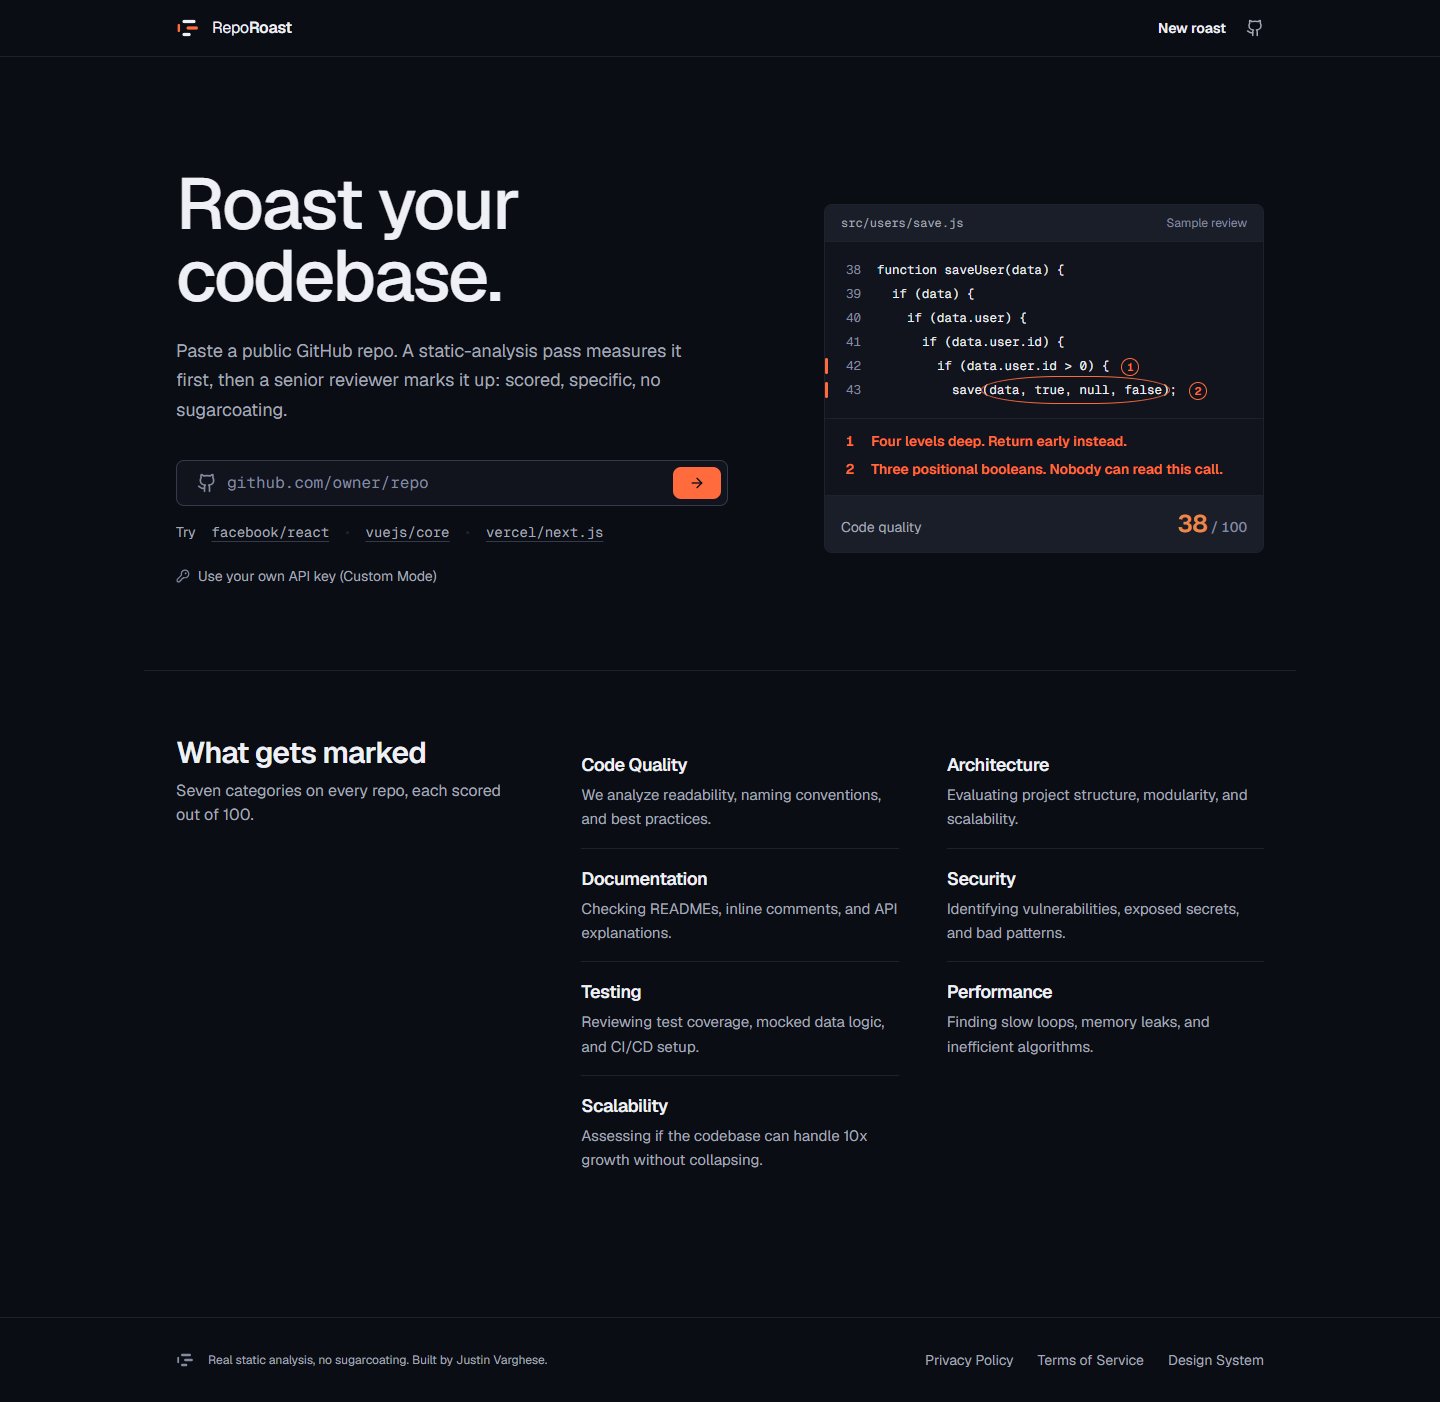 RepoRoast
New roast
Roast your
codebase.
Paste a public GitHub repo. A static-analysis pass measures it
first, then a senior reviewer marks it up: scored, specific, no
sugarcoating.
github.com/owner/repo
Try facebook/react · vuejs/core · vercel/next.js
Use your own API key (Custom Mode)
src/users/save.js Sample review
38 function saveUser(data) {
39 if (data) {
40 if (data.user) {
41 if (data.user.id) {
42 if (data.user.id > 0) { 1
43 save(data, true, null, false); 2
1 Four levels deep. Return early instead.
2 Three positional booleans. Nobody can read this call.
Code quality 38 / 100
What gets marked
Seven categories on every repo, each scored
out of 100.
Code Quality
We analyze readability, naming conventions,
and best practices.
Architecture
Evaluating project structure, modularity, and
scalability.
Documentation
Checking READMEs, inline comments, and API
explanations.
Security
Identifying vulnerabilities, exposed secrets,
and bad patterns.
Testing
Reviewing test coverage, mocked data logic,
and CI/CD setup.
Performance
Finding slow loops, memory leaks, and
inefficient algorithms.
Scalability
Assessing if the codebase can handle 10x
growth without collapsing.
Real static analysis, no sugarcoating. Built by Justin Varghese.
Privacy Policy Terms of Service Design System